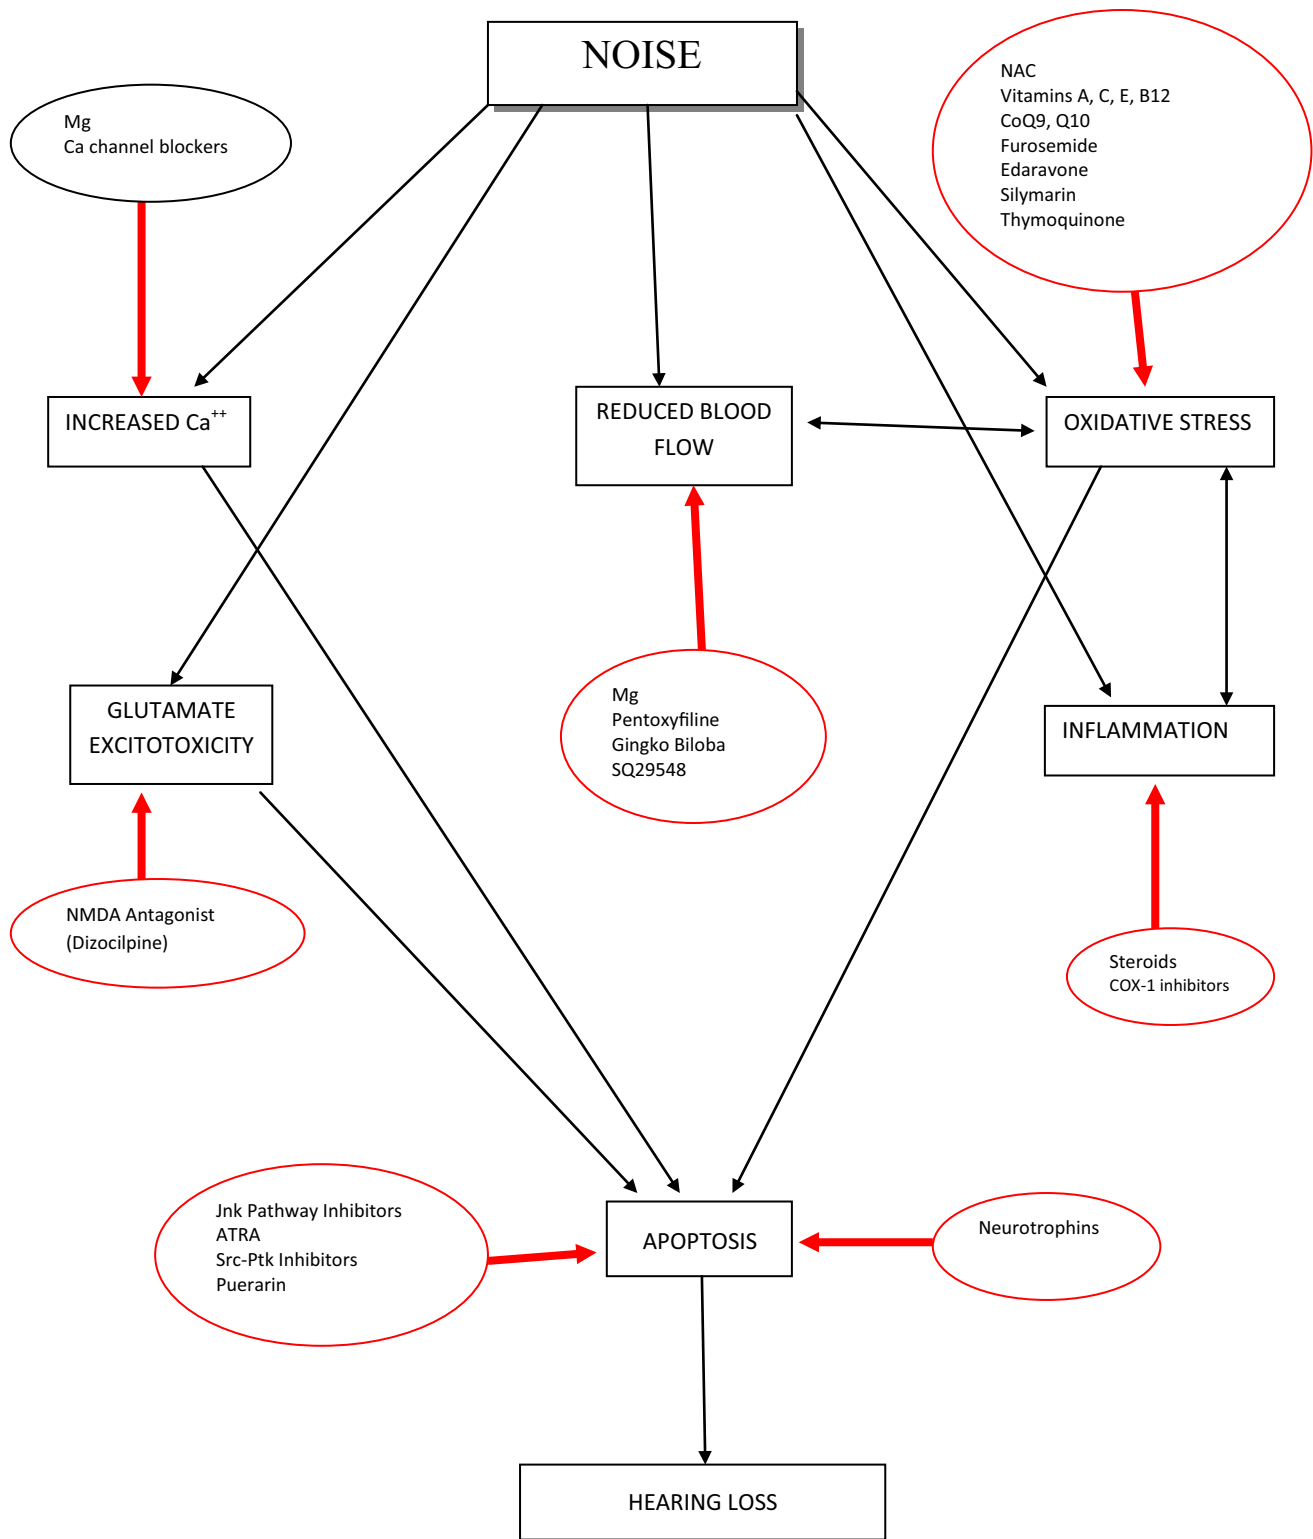 NOISE
Mg
Ca channel blockers
NAC
Vitamins A, C, E, B12
CoQ9, Q10
Furosemide
Edaravone
Silymarin
Thymoquinone
INCREASED Ca++
REDUCED BLOOD
FLOW
OXIDATIVE STRESS
GLUTAMATE
EXCITOTOXICITY
Mg
Pentoxyfiline
Gingko Biloba
SQ29548
INFLAMMATION
NMDA Antagonist
(Dizocilpine)
Steroids
COX-1 inhibitors
Jnk Pathway Inhibitors
ATRA
Src-Ptk Inhibitors
Puerarin
APOPTOSIS
Neurotrophins
HEARING LOSS